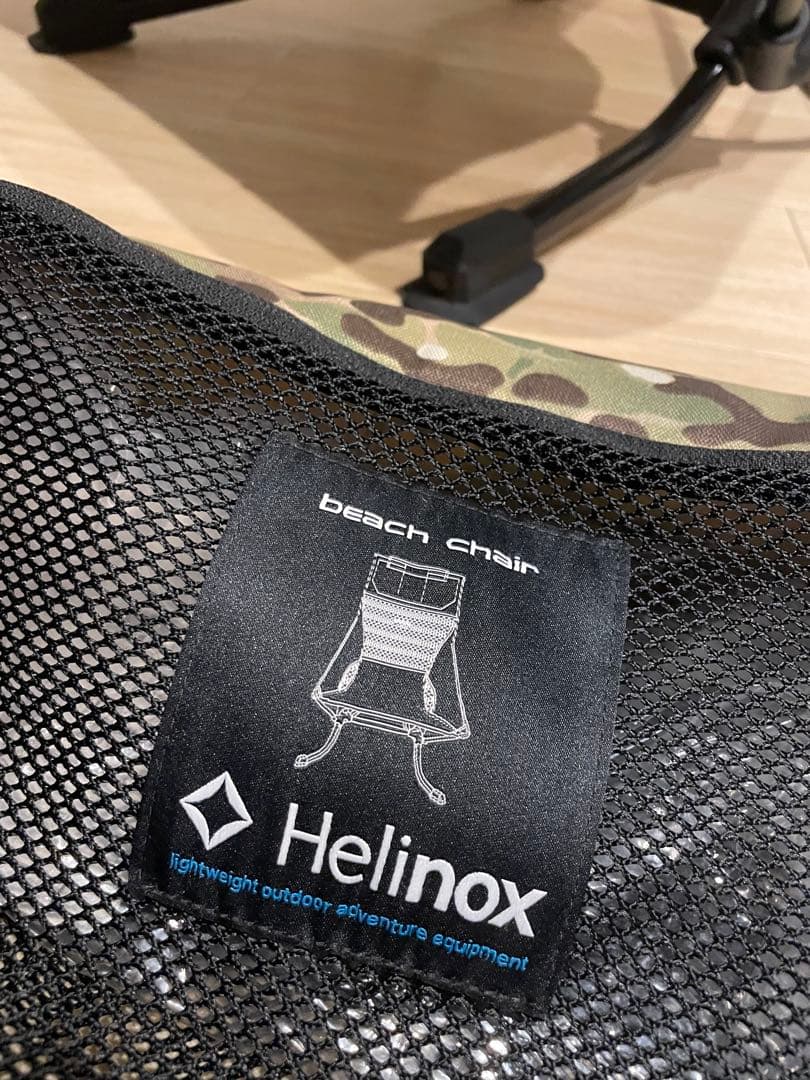 beach chair
Helinox
lightweight outdoor adventure equipment